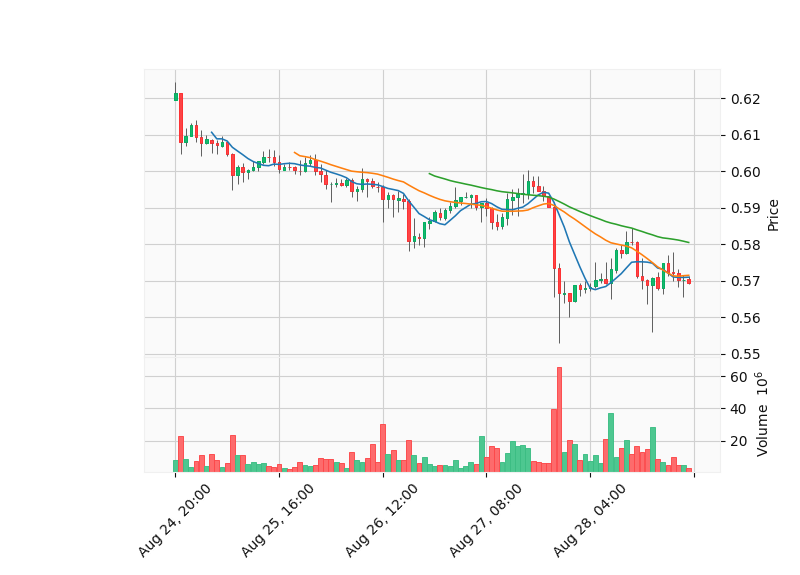 0.62
0.61
0.60
0.59
0.58
0.57
0.56
0.55
Price
60
40
20
Volume 10⁶
Aug 24, 20:00
Aug 25, 16:00
Aug 26, 12:00
Aug 27, 08:00
Aug 28, 04:00